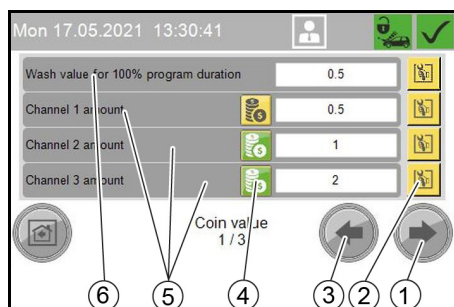 Mon 17.05.2021 13:30:41
Wash value for 100% program duration 0.5
Channel 1 amount 0.5
Channel 2 amount 1
Channel 3 amount 2
Coin value
1 / 3
6 5 4 3 2 1